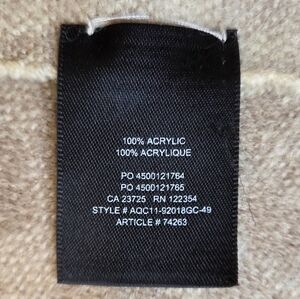 100% ACRYLIC
100% ACRYLIQUE
PO 4500121764
PO 4500121765
CA 23725 RN 122354
STYLE # AQC11-92018GC-49
ARTICLE # 74263